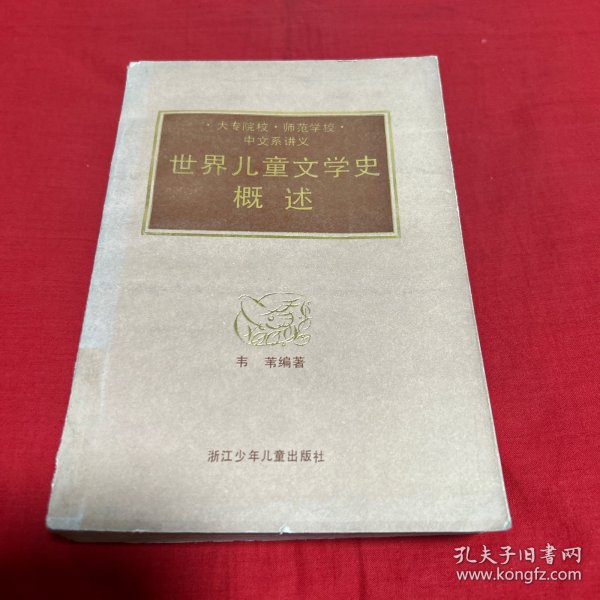 ·大专院校·师范学校·
中文系讲义
世界儿童文学史
概述
韦 苇编著
浙江少年儿童出版社
孔夫子旧书网
www.kongfz.com